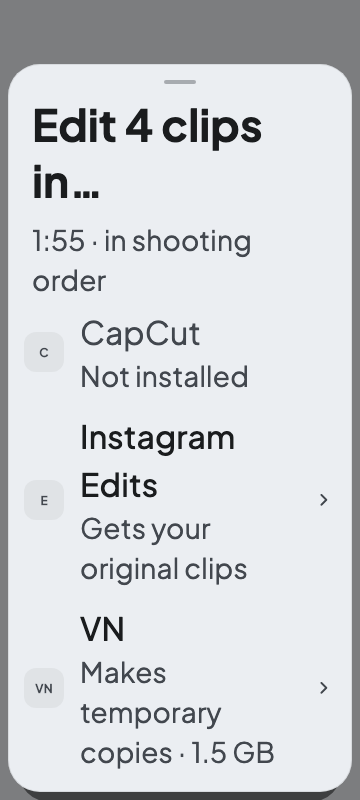 Edit 4 clips
in…
1:55 · in shooting
order
C
CapCut
Not installed
Instagram
Edits
E
Gets your
original clips
VN
Makes
VN
temporary
copies · 1.5 GB